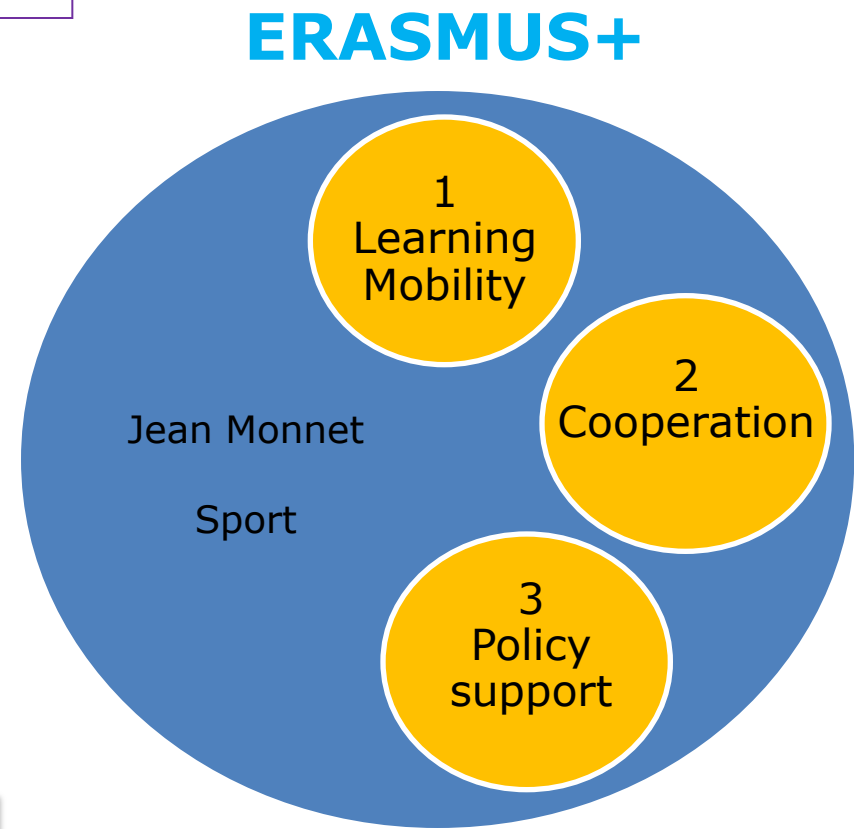 ERASMUS+
1
Learning
Mobility
2
Cooperation
Jean Monnet
Sport
3
Policy
support